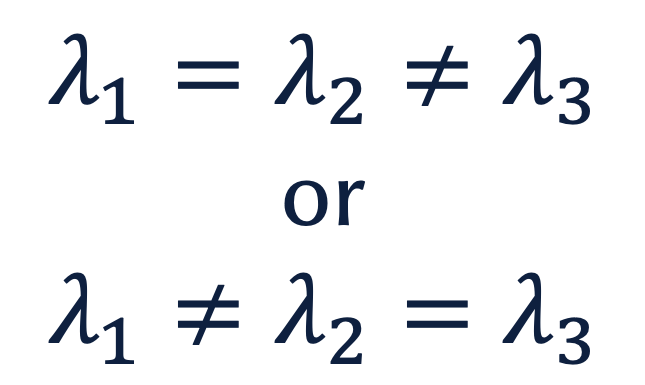 λ₁ = λ₂ ≠ λ₃
or
λ₁ ≠ λ₂ = λ₃